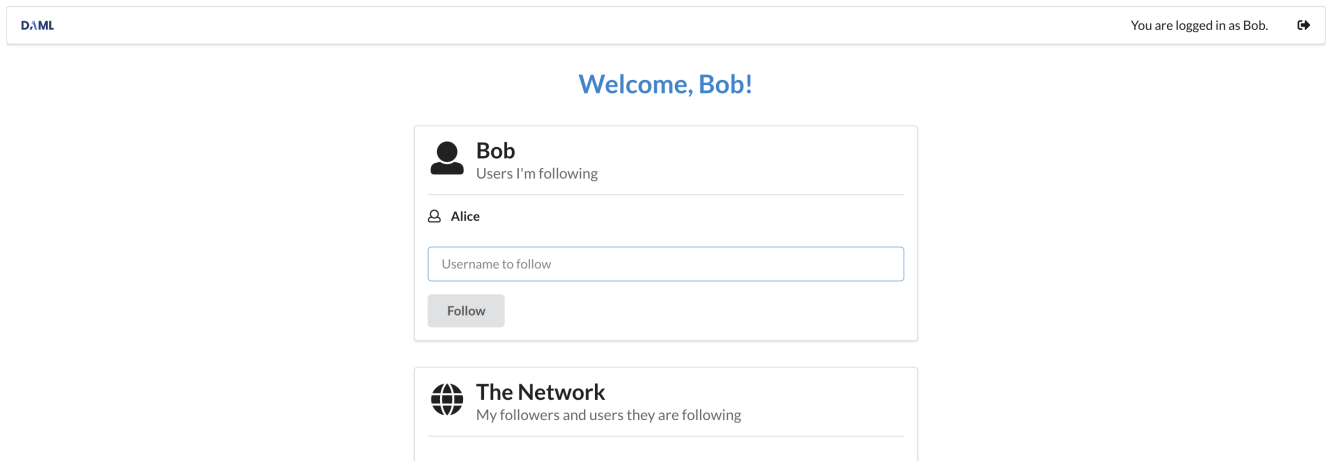 DAML
You are logged in as Bob.
Welcome, Bob!
Bob
Users I'm following
Alice
Username to follow
Follow
The Network
My followers and users they are following